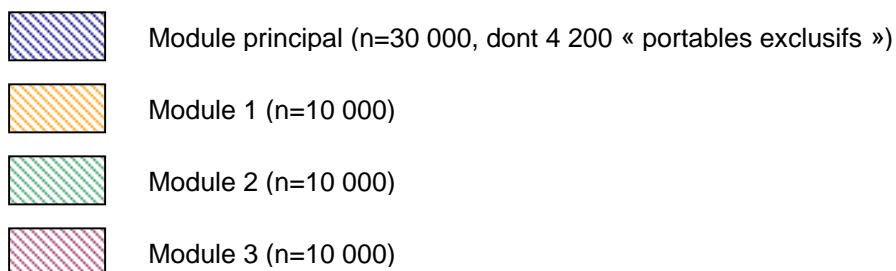 Module principal (n=30 000, dont 4 200 « portables exclusifs »)
Module 1 (n=10 000)
Module 2 (n=10 000)
Module 3 (n=10 000)